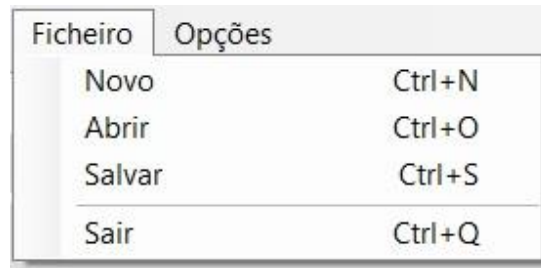 Ficheiro Opções
Novo Ctrl+N
Abrir Ctrl+O
Salvar Ctrl+S
Sair Ctrl+Q